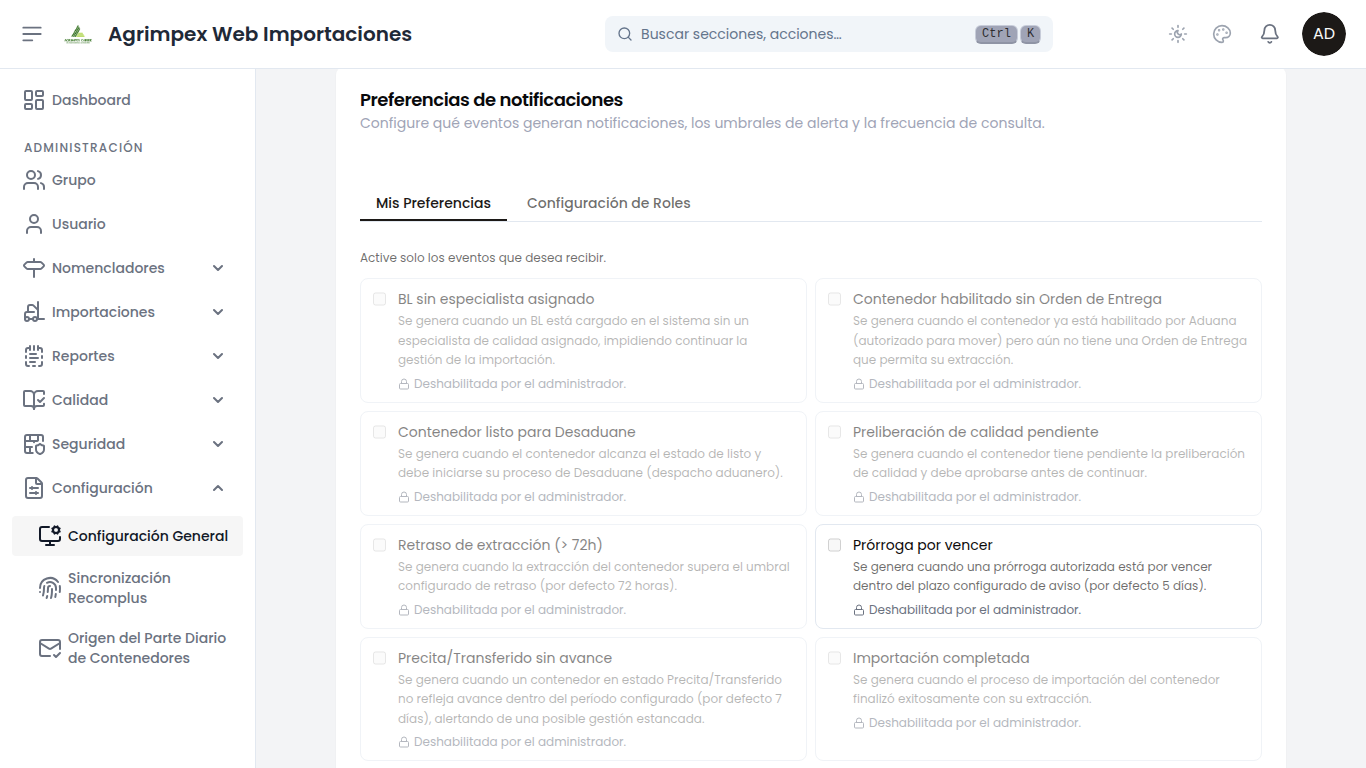 Agrimpex Web Importaciones
Buscar secciones, acciones...
Ctrl
K
AD
Dashboard
ADMINISTRACIÓN
Grupo
Usuario
Nomencladores
Importaciones
Reportes
Calidad
Seguridad
Configuración
Configuración General
Sincronización
Recomplus
Origen del Parte Diario
de Contenedores
Preferencias de notificaciones
Configure qué eventos generan notificaciones, los umbrales de alerta y la frecuencia de consulta.
Mis Preferencias
Configuración de Roles
Active solo los eventos que desea recibir.
BL sin especialista asignado
Se genera cuando un BL está cargado en el sistema sin un
especialista de calidad asignado, impidiendo continuar la
gestión de la importación.
Deshabilitada por el administrador.
Contenedor habilitado sin Orden de Entrega
Se genera cuando el contenedor ya está habilitado por Aduana
(autorizado para mover) pero aún no tiene una Orden de Entrega
que permita su extracción.
Deshabilitada por el administrador.
Contenedor listo para Desaduane
Se genera cuando el contenedor alcanza el estado de listo y
debe iniciarse su proceso de Desaduane (despacho aduanero).
Deshabilitada por el administrador.
Preliberación de calidad pendiente
Se genera cuando el contenedor tiene pendiente la preliberación
de calidad y debe aprobarse antes de continuar.
Deshabilitada por el administrador.
Retraso de extracción (> 72h)
Se genera cuando la extracción del contenedor supera el umbral
configurado de retraso (por defecto 72 horas).
Deshabilitada por el administrador.
Prórroga por vencer
Se genera cuando una prórroga autorizada está por vencer
dentro del plazo configurado de aviso (por defecto 5 días).
Deshabilitada por el administrador.
Precita/Transferido sin avance
Se genera cuando un contenedor en estado Precita/Transferido
no refleja avance dentro del período configurado (por defecto 7
días), alertando de una posible gestión estancada.
Deshabilitada por el administrador.
Importación completada
Se genera cuando el proceso de importación del contenedor
finalizó exitosamente con su extracción.
Deshabilitada por el administrador.